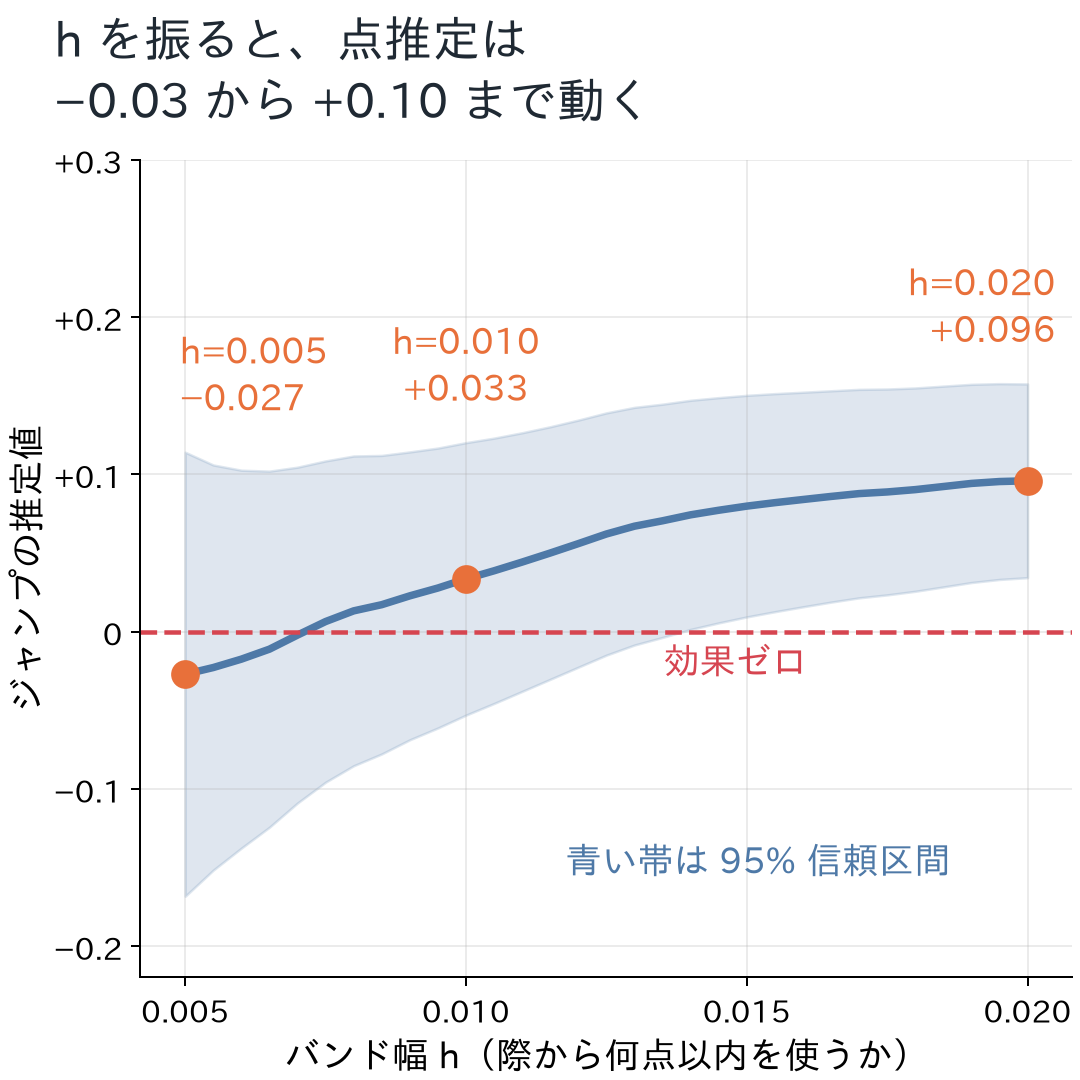 h を振ると、点推定は
−0.03 から +0.10 まで動く
+0.3
+0.2
+0.1
0
−0.1
−0.2
ジャンプの推定値
h=0.005
−0.027
h=0.010
+0.033
h=0.020
+0.096
効果ゼロ
青い帯は 95% 信頼区間
0.005
0.010
0.015
0.020
バンド幅 h（際から何点以内を使うか）